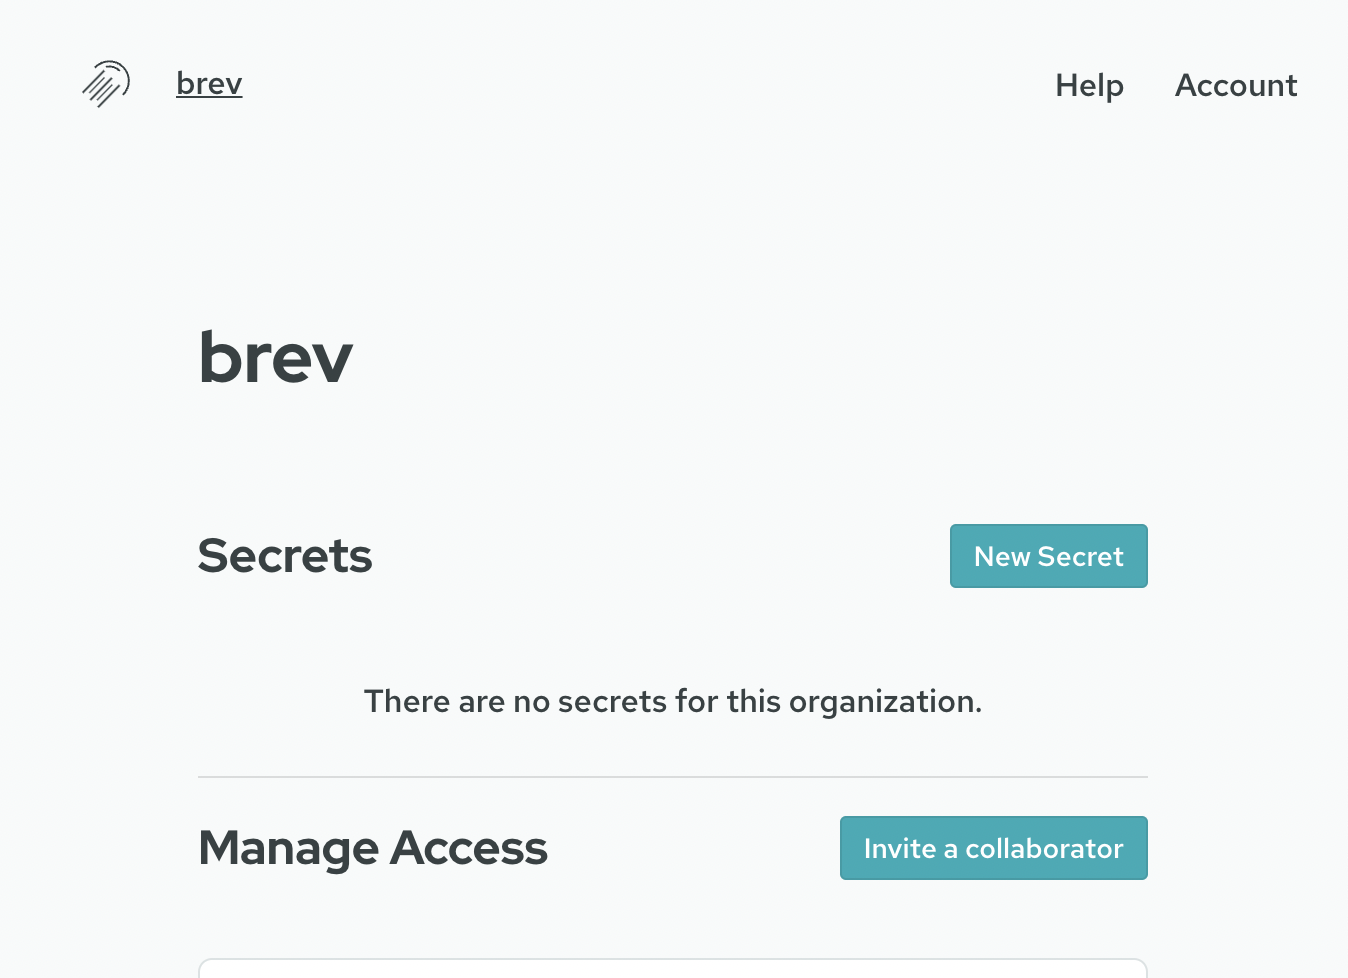 brev
Help
Account
brev
Secrets
New Secret
There are no secrets for this organization.
Manage Access
Invite a collaborator